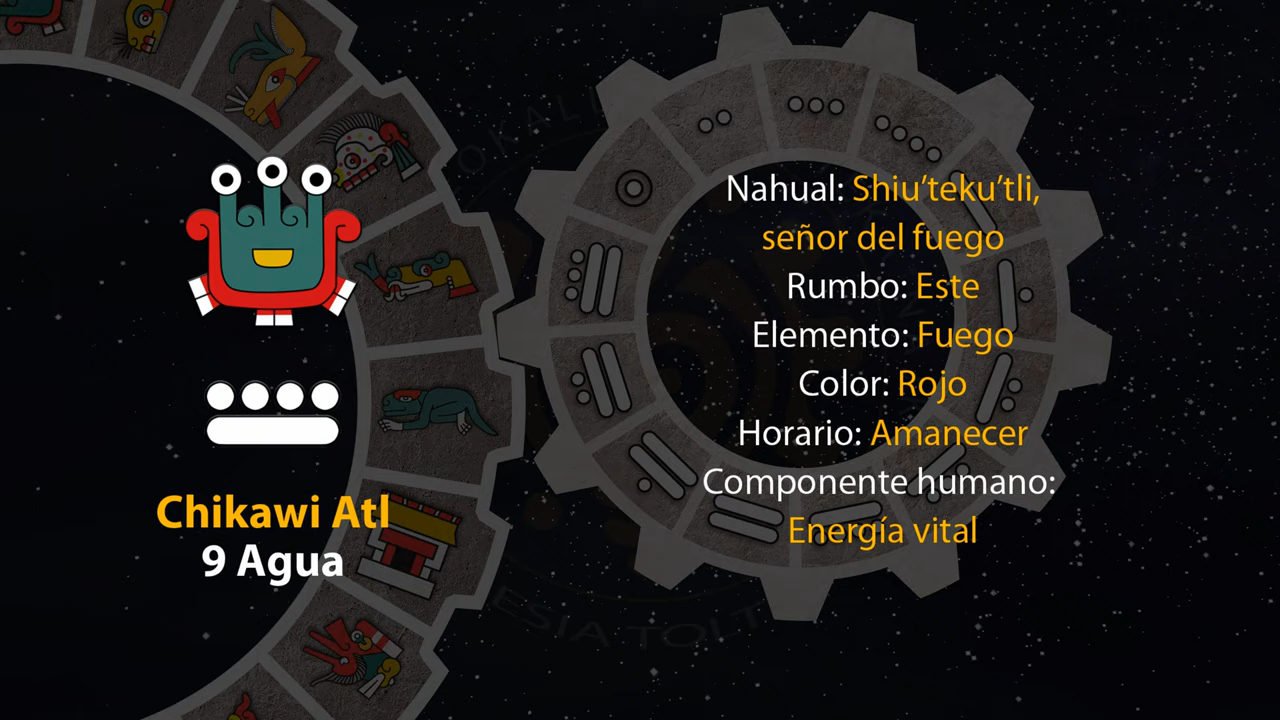 Chikawi Atl
9 Agua
Nahual: Shiu’teku’tli,
señor del fuego
Rumbo: Este
Elemento: Fuego
Color: Rojo
Horario: Amanecer
Componente humano:
Energía vital